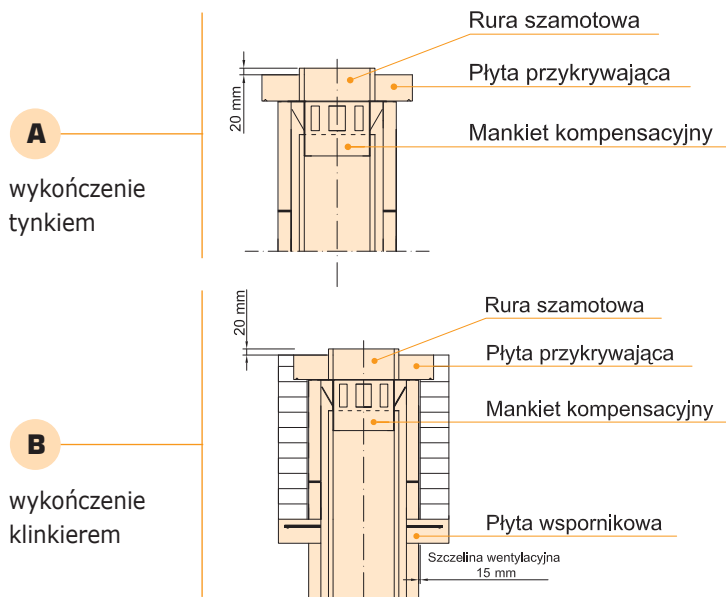 Rura szamotowa
Płyta przykrywająca
20 mm
Mankiet kompensacyjny
A
wykończenie
tynkiem
Rura szamotowa
20 mm
Płyta przykrywająca
Mankiet kompensacyjny
B
wykończenie
klinkierem
Płyta wspornikowa
Szczelina wentylacyjna
15 mm